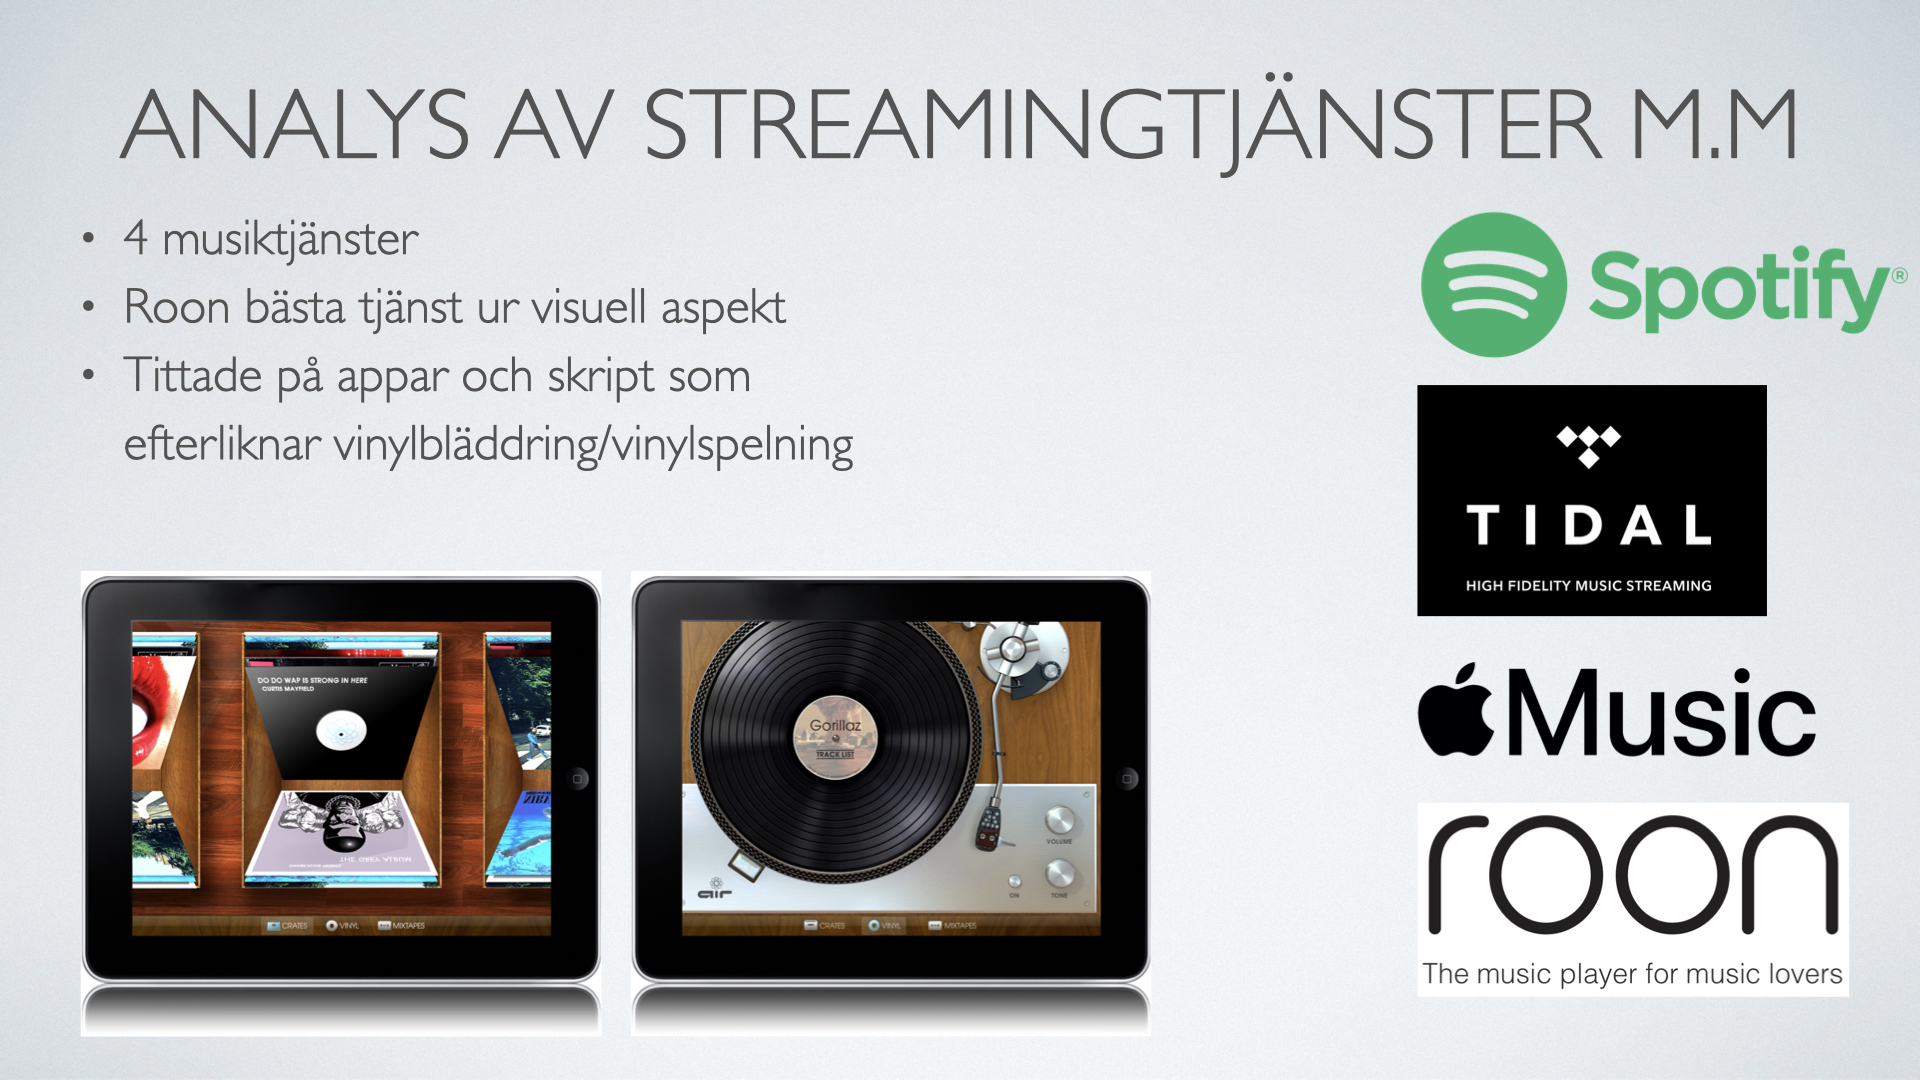 ANALYS AV STREAMINGTJÄNSTER M.M
• 4 musiktjänster
• Roon bästa tjänst ur visuell aspekt
• Tittade på appar och skript som
efterliknar vinylbläddring/vinylspelning
Spotify®
TIDAL
HIGH FIDELITY MUSIC STREAMING
Music
roon
The music player for music lovers
DO DO WAP IS STRONG IN HERE
CURTIS MAYFIELD
CRATES VINYL MIXTAPES
Gorillaz
TRACK LIST
VOLUME
air
ON TONE
CRATES VINYL MIXTAPES